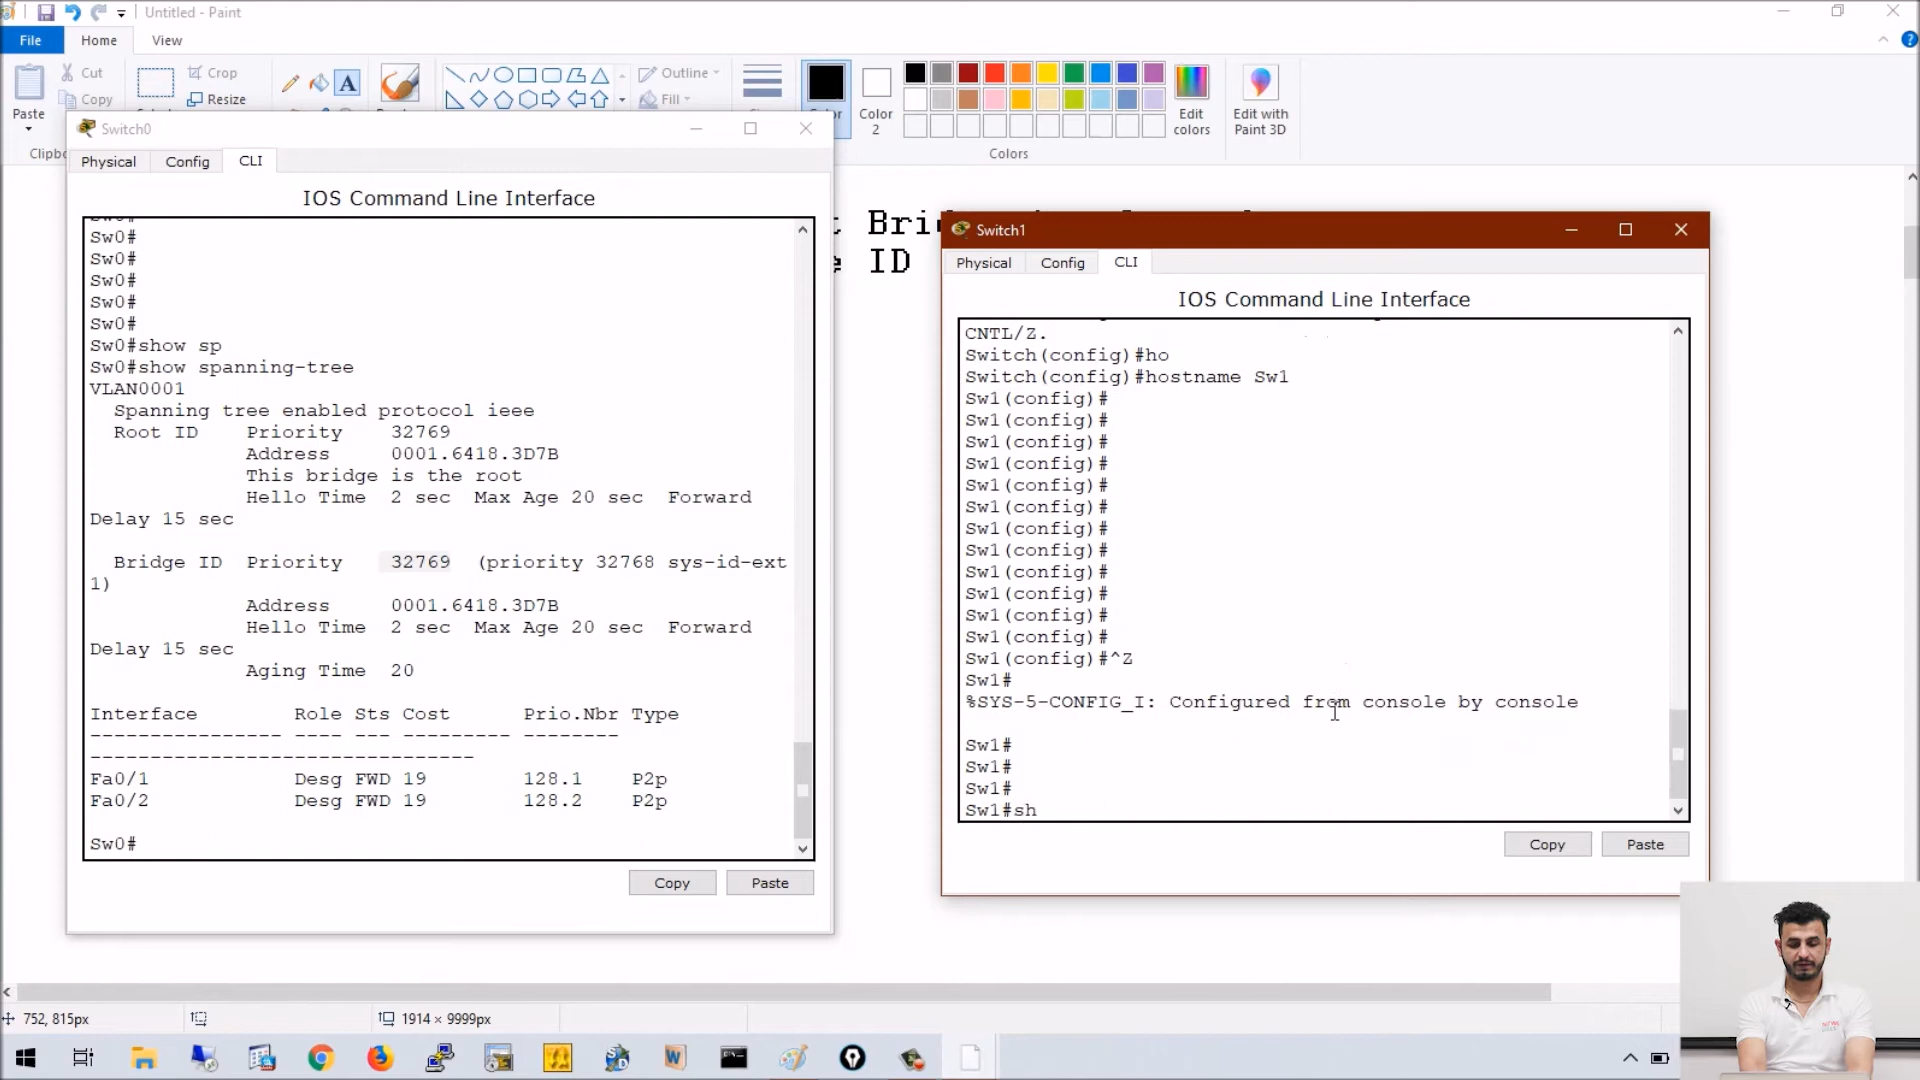 Untitled - Paint
File
Home
View
Cut
Copy
Paste
Crop
Resize
Outline
Fill
Color
2
Edit
colors
Edit with
Paint 3D
Colors
Switch0
Physical
Config
CLI
IOS Command Line Interface
Sw0#
Sw0#
Sw0#
Sw0#
Sw0#
Sw0#show sp
Sw0#show spanning-tree
VLAN0001
Spanning tree enabled protocol ieee
Root ID Priority 32769
Address 0001.6418.3D7B
This bridge is the root
Hello Time 2 sec Max Age 20 sec Forward
Delay 15 sec
Bridge ID Priority 32769 (priority 32768 sys-id-ext
1)
Address 0001.6418.3D7B
Hello Time 2 sec Max Age 20 sec Forward
Delay 15 sec
Aging Time 20
Interface Role Sts Cost Prio.Nbr Type
---------------- ---- --- --------- --------
--------------------------------
Fa0/1 Desg FWD 19 128.1 P2p
Fa0/2 Desg FWD 19 128.2 P2p
Sw0#
Copy
Paste
ID
Switch1
Physical
Config
CLI
IOS Command Line Interface
CNTL/Z.
Switch(config)#ho
Switch(config)#hostname Sw1
Sw1(config)#
Sw1(config)#
Sw1(config)#
Sw1(config)#
Sw1(config)#
Sw1(config)#
Sw1(config)#
Sw1(config)#
Sw1(config)#
Sw1(config)#
Sw1(config)#
Sw1(config)#
Sw1(config)#^Z
Sw1#
%SYS-5-CONFIG_I: Configured from console by console
Sw1#
Sw1#
Sw1#
Sw1#sh
Copy
Paste
752, 815px
1914 × 9999px